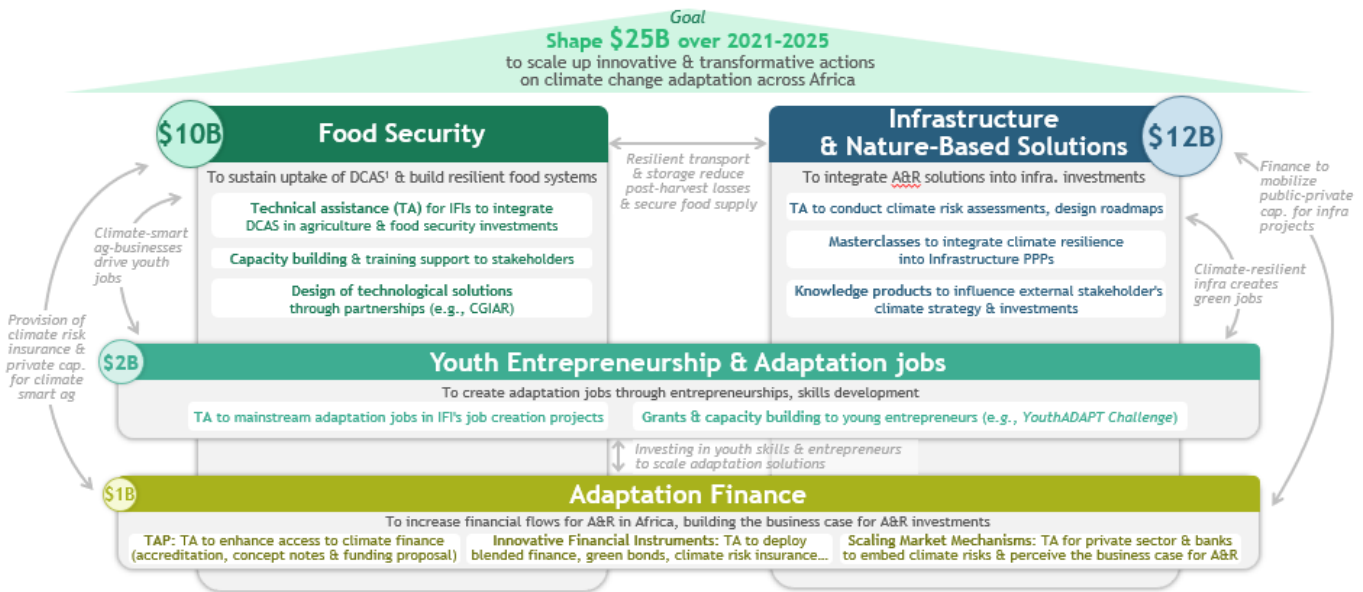 Goal
Shape $25B over 2021-2025
to scale up innovative & transformative actions
on climate change adaptation across Africa
$10B
Food Security
To sustain uptake of DCAS¹ & build resilient food systems
Technical assistance (TA) for IFIs to integrate
DCAS in agriculture & food security investments
Capacity building & training support to stakeholders
Design of technological solutions
through partnerships (e.g., CGIAR)
Resilient transport
& storage reduce
post-harvest losses
& secure food supply
Infrastructure
& Nature-Based Solutions
$12B
To integrate A&R solutions into infra. investments
TA to conduct climate risk assessments, design roadmaps
Masterclasses to integrate climate resilience
into Infrastructure PPPs
Knowledge products to influence external stakeholder's
climate strategy & investments
Climate-smart
ag-businesses
drive youth
jobs
Provision of
climate risk
insurance &
private cap.
for climate
smart ag
Finance to
mobilize
public-private
cap. for infra
projects
Climate-resilient
infra creates
green jobs
$2B
Youth Entrepreneurship & Adaptation jobs
To create adaptation jobs through entrepreneurships, skills development
TA to mainstream adaptation jobs in IFI's job creation projects
Grants & capacity building to young entrepreneurs (e.g., YouthADAPT Challenge)
Investing in youth skills & entrepreneurs
to scale adaptation solutions
$1B
Adaptation Finance
To increase financial flows for A&R in Africa, building the business case for A&R investments
TAP: TA to enhance access to climate finance
(accreditation, concept notes & funding proposal)
Innovative Financial Instruments: TA to deploy
blended finance, green bonds, climate risk insurance...
Scaling Market Mechanisms: TA for private sector & banks
to embed climate risks & perceive the business case for A&R